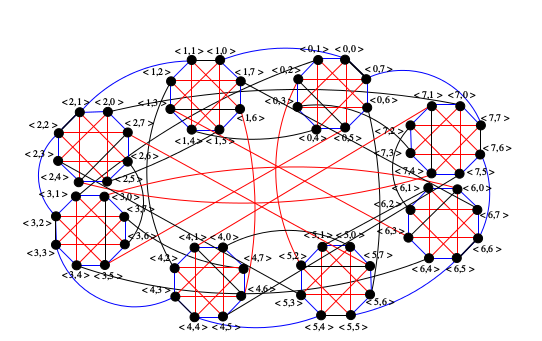 < 1,1 > < 1,0 >
< 0,1 > < 0,0 >
< 1,2 >
< 1,7 >
< 0,2 >
< 0,7 >
< 1,3 >
< 1,6 >
< 0,3 >
< 0,6 >
< 1,4 > < 1,5 >
< 0,4 > < 0,5 >
< 2,1 > < 2,0 >
< 7,1 > < 7,0 >
< 2,2 >
< 2,7 >
< 7,2 >
< 7,7 >
< 2,3 >
< 2,6 >
< 7,3 >
< 7,6 >
< 2,4 >
< 2,5 >
< 7,4 >
< 7,5 >
< 3,1 >
< 3,0 >
< 6,1 >
< 6,0 >
< 3,2 >
< 3,7 >
< 6,2 >
< 6,7 >
< 3,3 >
< 3,6 >
< 6,3 >
< 6,6 >
< 3,4 > < 3,5 >
< 6,4 > < 6,5 >
< 4,1 > < 4,0 >
< 5,1 > < 5,0 >
< 4,2 >
< 4,7 >
< 5,2 >
< 5,7 >
< 4,3 >
< 4,6 >
< 5,3 >
< 5,6 >
< 4,4 > < 4,5 >
< 5,4 > < 5,5 >